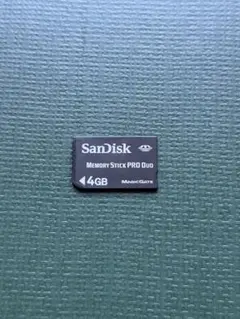 SanDisk
MEMORY STICK PRO DUO
4GB
MAGICGATE